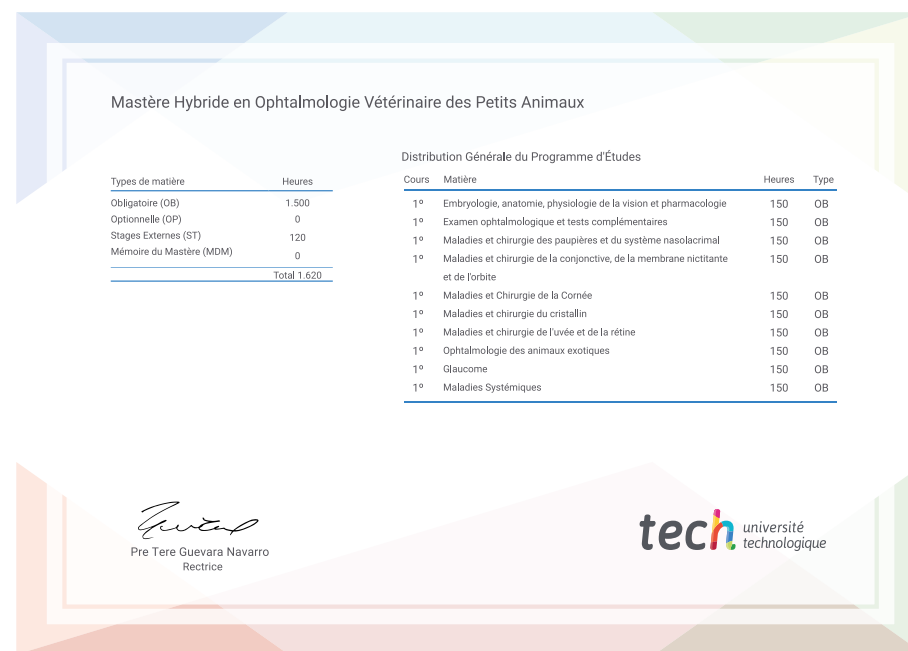 Mastère Hybride en Ophtalmologie Vétérinaire des Petits Animaux
Types de matière Heures
Obligatoire (OB) 1.500
Optionnelle (OP) 0
Stages Externes (ST) 120
Mémoire du Mastère (MDM) 0
Total 1.620
Distribution Générale du Programme d'Études
Cours Matière Heures Type
1º Embryologie, anatomie, physiologie de la vision et pharmacologie 150 OB
1º Examen ophtalmologique et tests complémentaires 150 OB
1º Maladies et chirurgie des paupières et du système nasolacrimal 150 OB
1º Maladies et chirurgie de la conjonctive, de la membrane nictitante 150 OB
et de l'orbite
1º Maladies et Chirurgie de la Cornée 150 OB
1º Maladies et chirurgie du cristallin 150 OB
1º Maladies et chirurgie de l'uvée et de la rétine 150 OB
1º Ophtalmologie des animaux exotiques 150 OB
1º Glaucome 150 OB
1º Maladies Systémiques 150 OB
Pre Tere Guevara Navarro
Rectrice
tech université
technologique